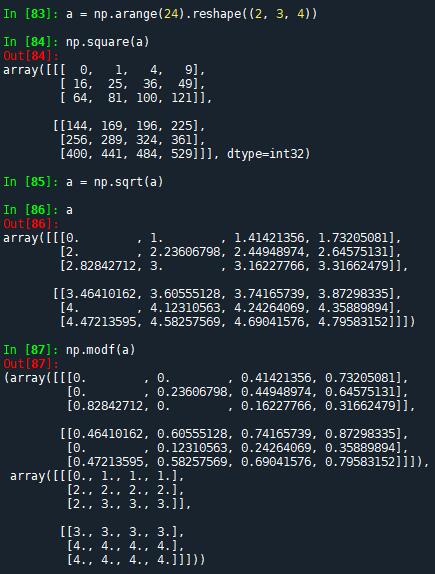 In [83]: a = np.arange(24).reshape((2, 3, 4))
In [84]: np.square(a)
Out[84]:
array([[[  0,   1,   4,   9],
        [ 16,  25,  36,  49],
        [ 64,  81, 100, 121]],
       [[144, 169, 196, 225],
        [256, 289, 324, 361],
        [400, 441, 484, 529]]], dtype=int32)
In [85]: a = np.sqrt(a)
In [86]: a
Out[86]:
array([[[0.        , 1.        , 1.41421356, 1.73205081],
        [2.        , 2.23606798, 2.44948974, 2.64575131],
        [2.82842712, 3.        , 3.16227766, 3.31662479]],
       [[3.46410162, 3.60555128, 3.74165739, 3.87298335],
        [4.        , 4.12310563, 4.24264069, 4.35889894],
        [4.47213595, 4.58257569, 4.69041576, 4.79583152]]])
In [87]: np.modf(a)
Out[87]:
(array([[[0.        , 0.        , 0.41421356, 0.73205081],
         [0.        , 0.23606798, 0.44948974, 0.64575131],
         [0.82842712, 0.        , 0.16227766, 0.31662479]],
        [[0.46410162, 0.60555128, 0.74165739, 0.87298335],
         [0.        , 0.12310563, 0.24264069, 0.35889894],
         [0.47213595, 0.58257569, 0.69041576, 0.79583152]]]),
 array([[[0., 1., 1., 1.],
         [2., 2., 2., 2.],
         [2., 3., 3., 3.]],
        [[3., 3., 3., 3.],
         [4., 4., 4., 4.],
         [4., 4., 4., 4.]]]))